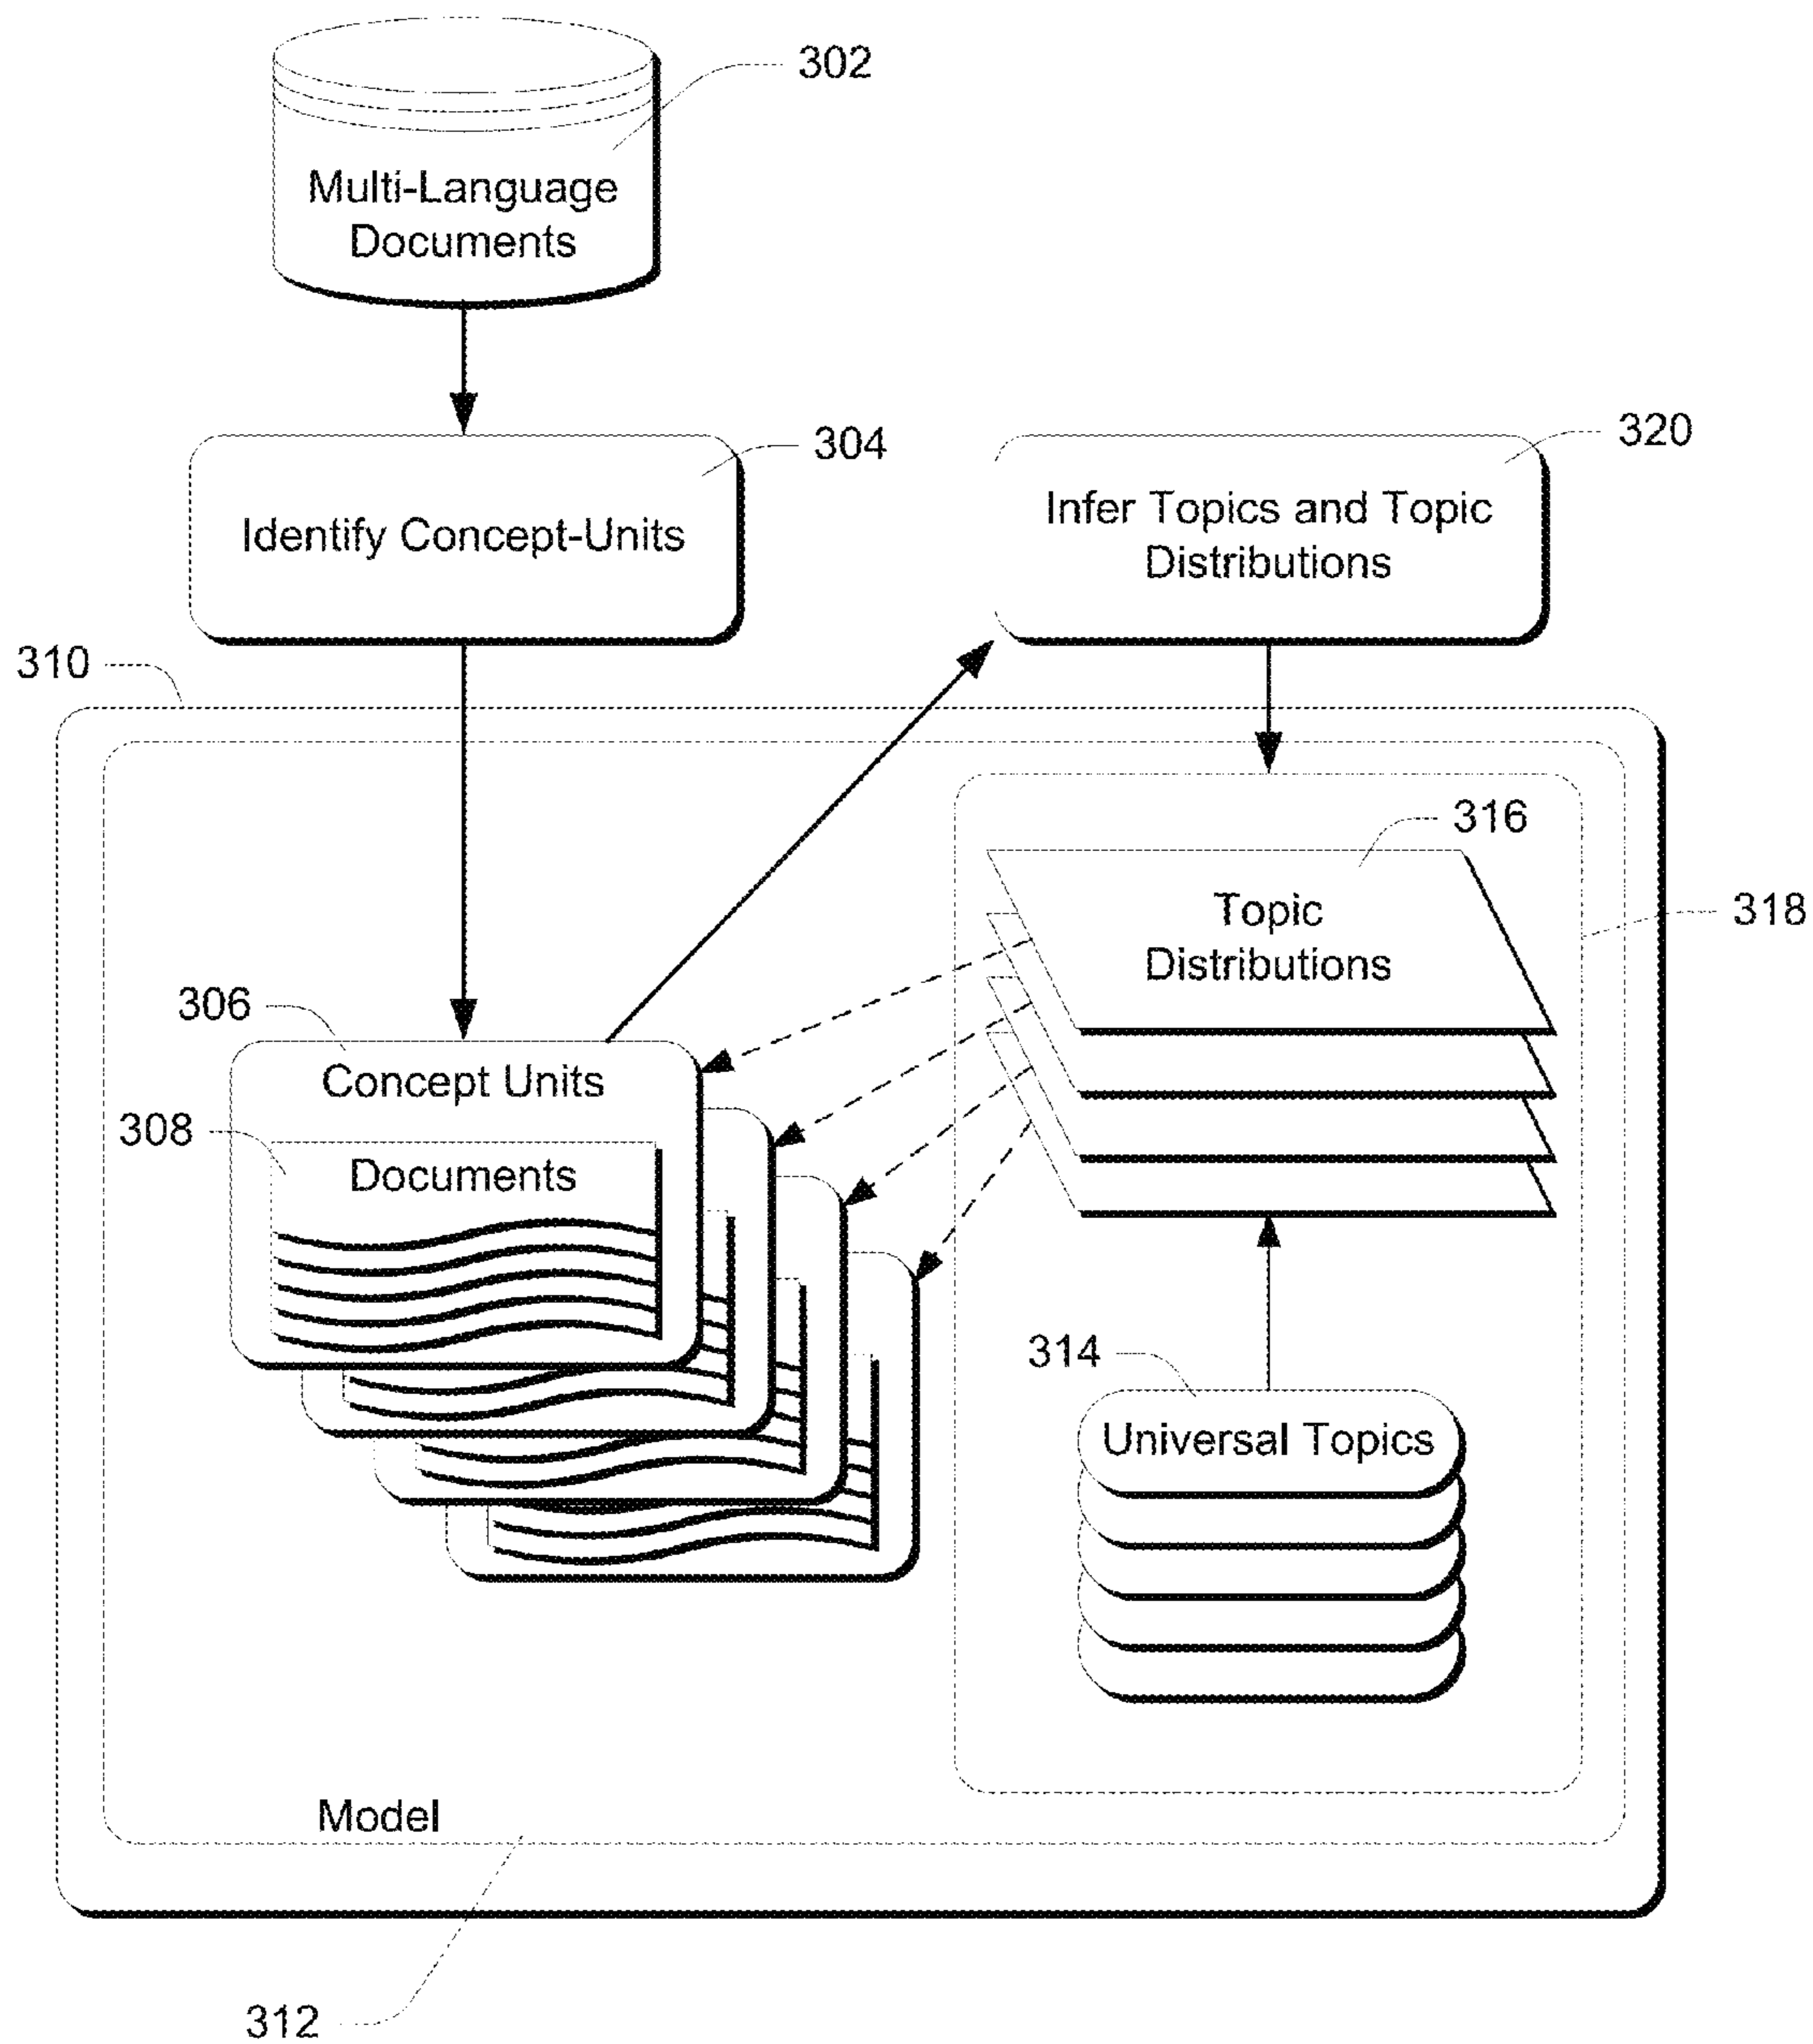 302
Multi-Language
Documents
304
Identify Concept-Units
320
Infer Topics and Topic
Distributions
310
316
Topic
Distributions
318
306
Concept Units
308
Documents
314
Universal Topics
Model
312